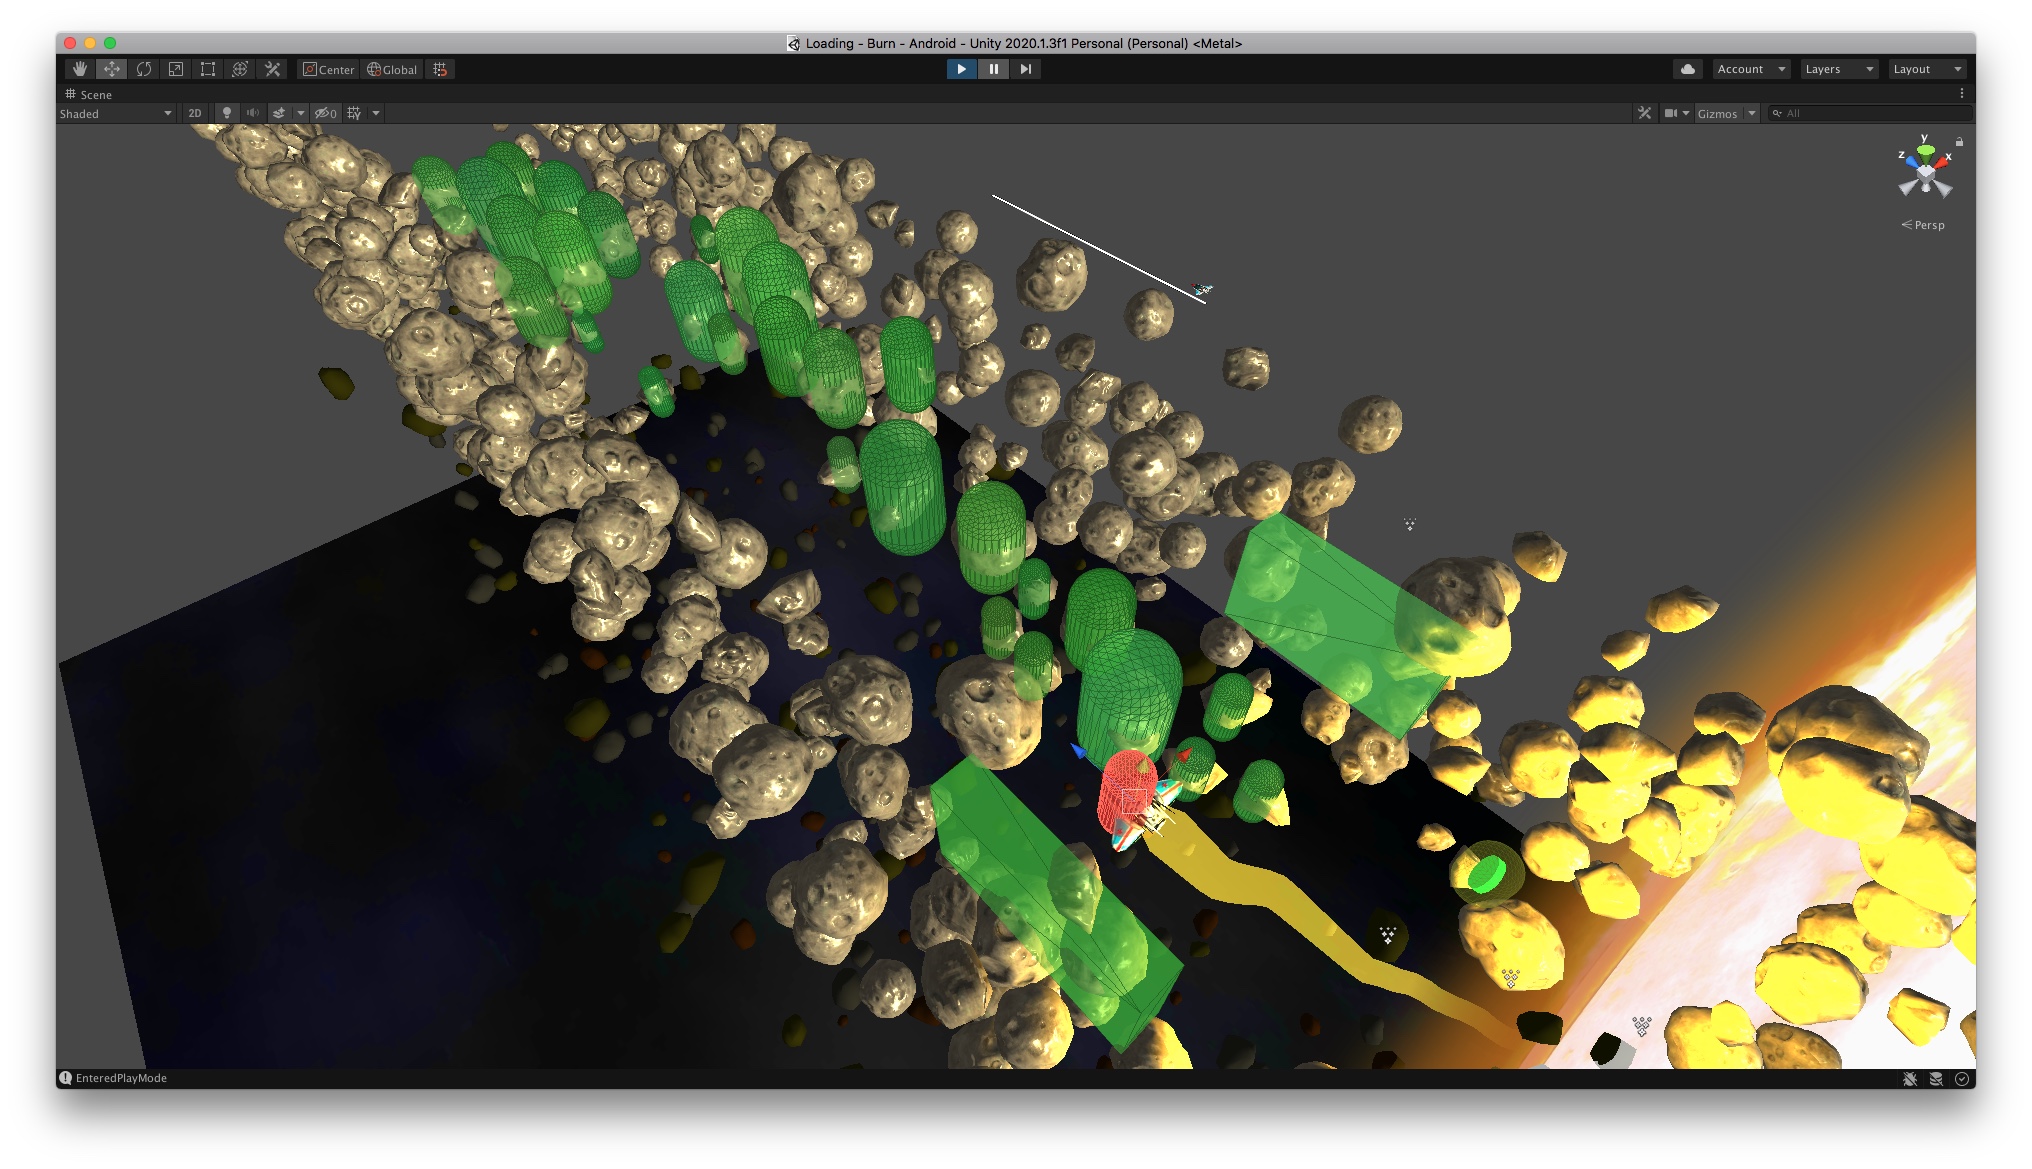 Loading - Burn - Android - Unity 2020.1.3f1 Personal (Personal) <Metal>
Center Global Account Layers Layout
Scene
Shaded 2D 0 Gizmos All
y
z x
Persp
EnteredPlayMode